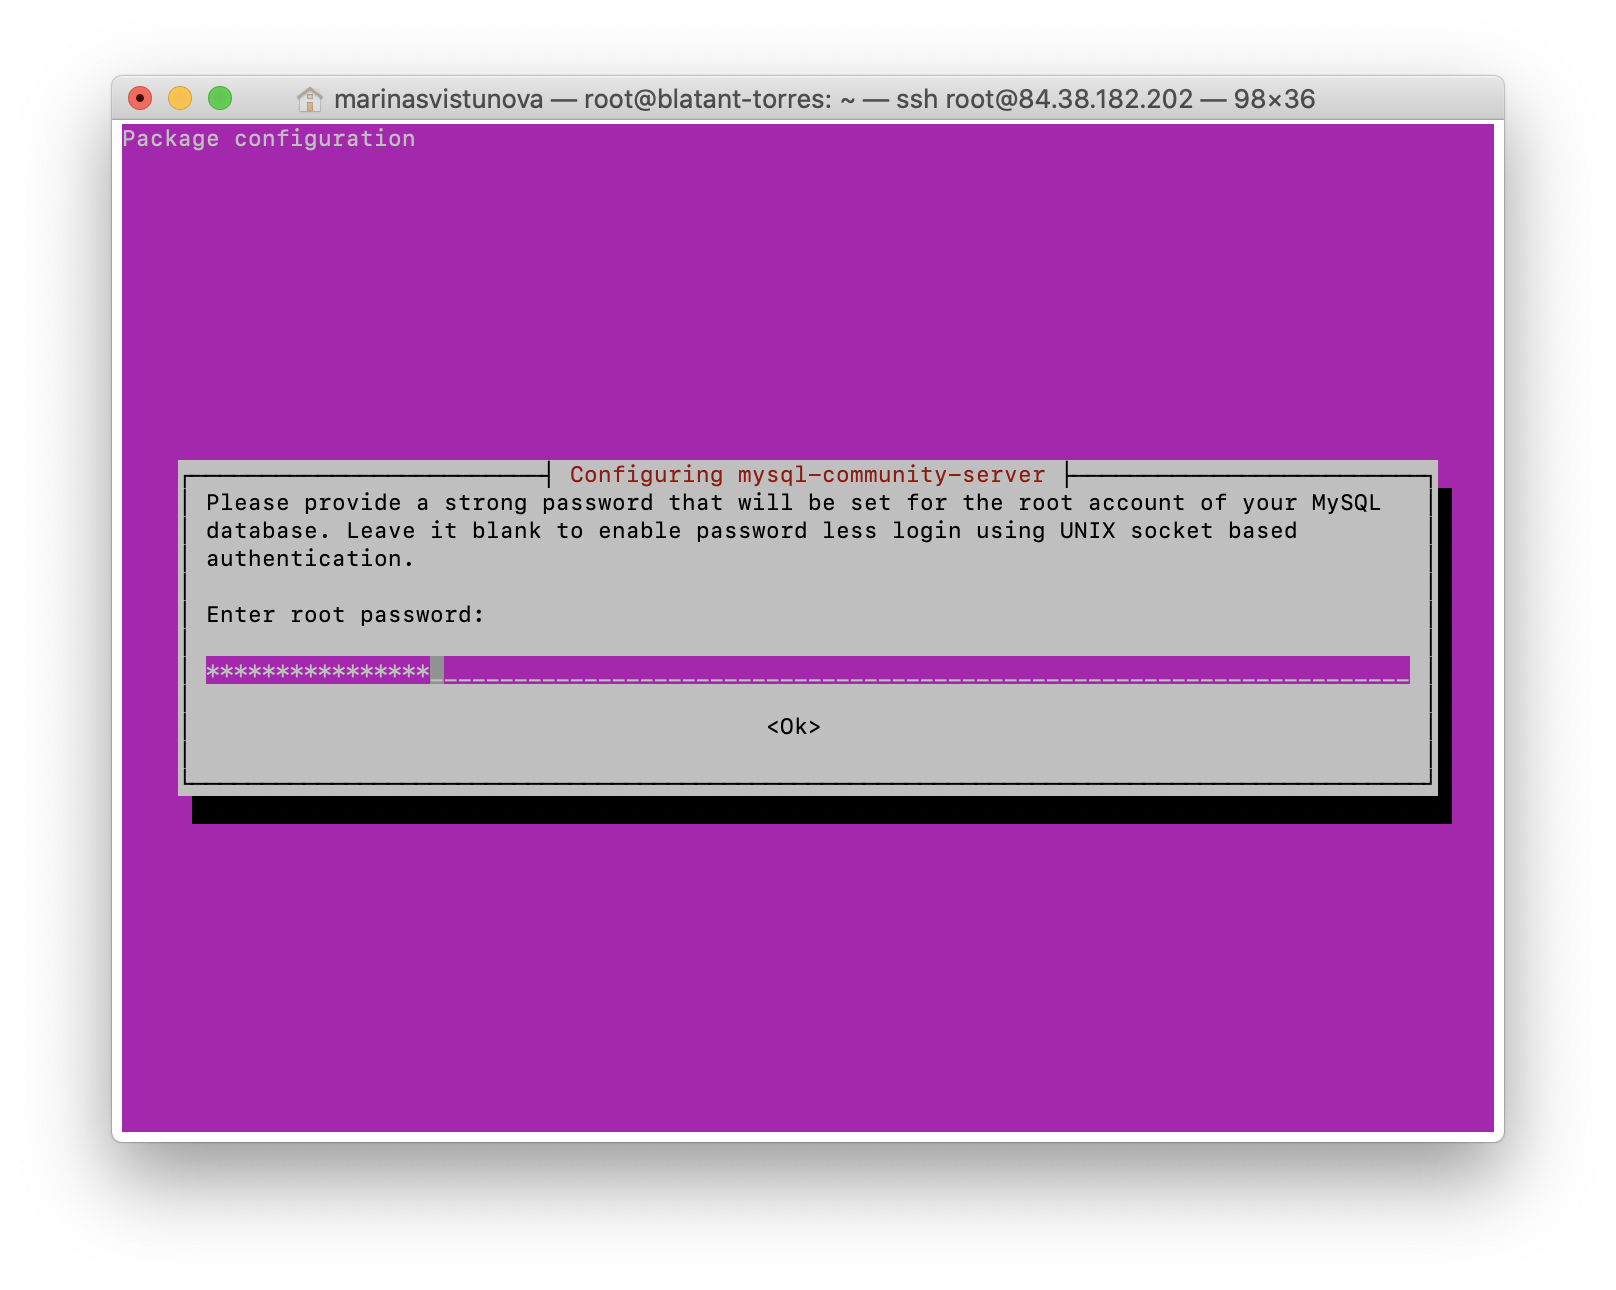 marinasvistunova — root@blatant-torres: ~ — ssh root@84.38.182.202 — 98×36
Package configuration
Configuring mysql-community-server
Please provide a strong password that will be set for the root account of your MySQL
database. Leave it blank to enable password less login using UNIX socket based
authentication.
Enter root password:
****************______________________________________________________________________
<Ok>